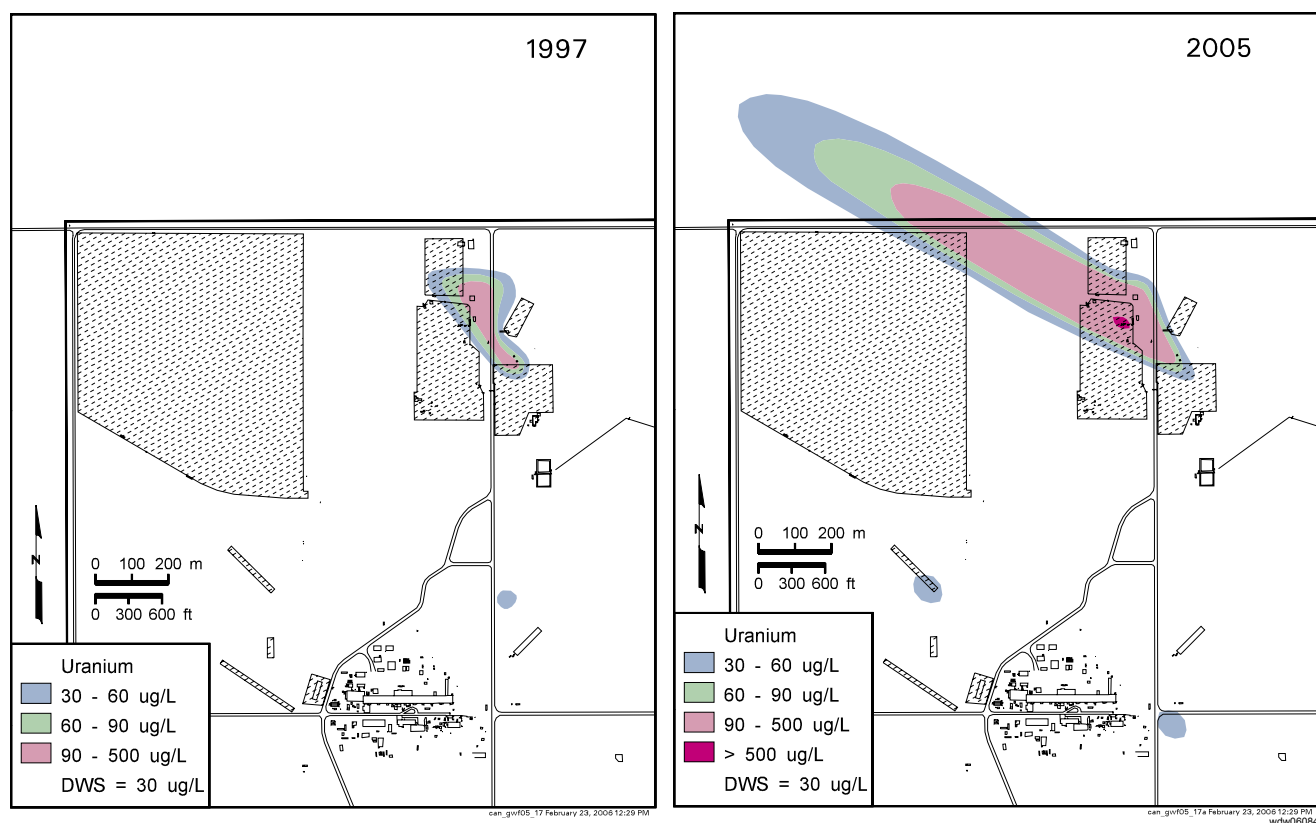 1997
N
0 100 200 m
0 300 600 ft
Uranium
30 - 60 ug/L
60 - 90 ug/L
90 - 500 ug/L
DWS = 30 ug/L
can_gwf05_17 February 23, 2006 12:29 PM
2005
N
0 100 200 m
0 300 600 ft
Uranium
30 - 60 ug/L
60 - 90 ug/L
90 - 500 ug/L
> 500 ug/L
DWS = 30 ug/L
can_gwf05_17a February 23, 2006 12:29 PM